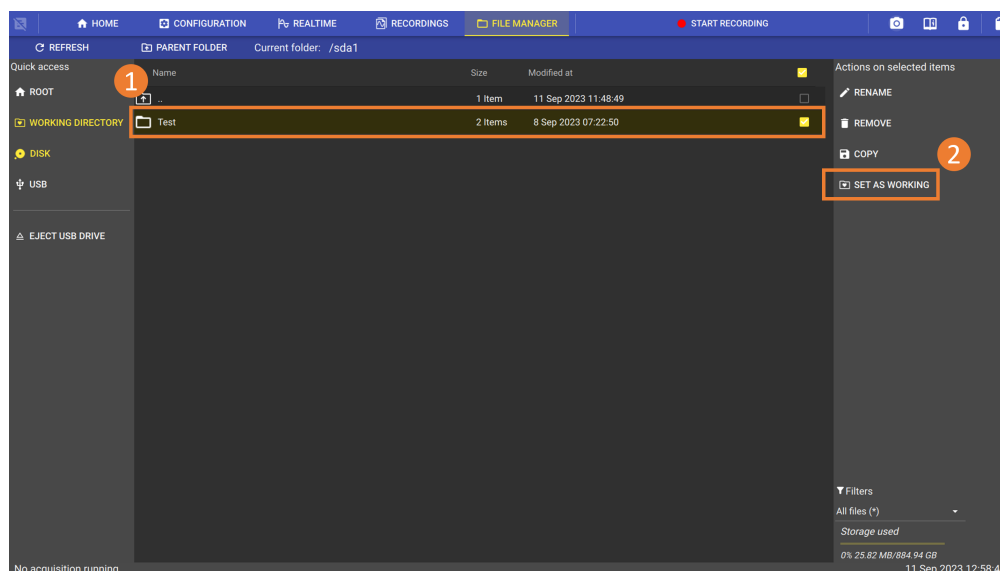 HOME CONFIGURATION REALTIME RECORDINGS FILE MANAGER START RECORDING
REFRESH PARENT FOLDER Current folder: /sda1
Quick access
ROOT
WORKING DIRECTORY
DISK
USB
EJECT USB DRIVE
1
Name Size Modified at
.. 1 Item 11 Sep 2023 11:48:49
Test 2 Items 8 Sep 2023 07:22:50
Actions on selected items
RENAME
REMOVE
COPY
2
SET AS WORKING
Filters
All files (*)
Storage used
0% 25.82 MB/884.94 GB
No acquisition running
11 Sep 2023 12:58:4